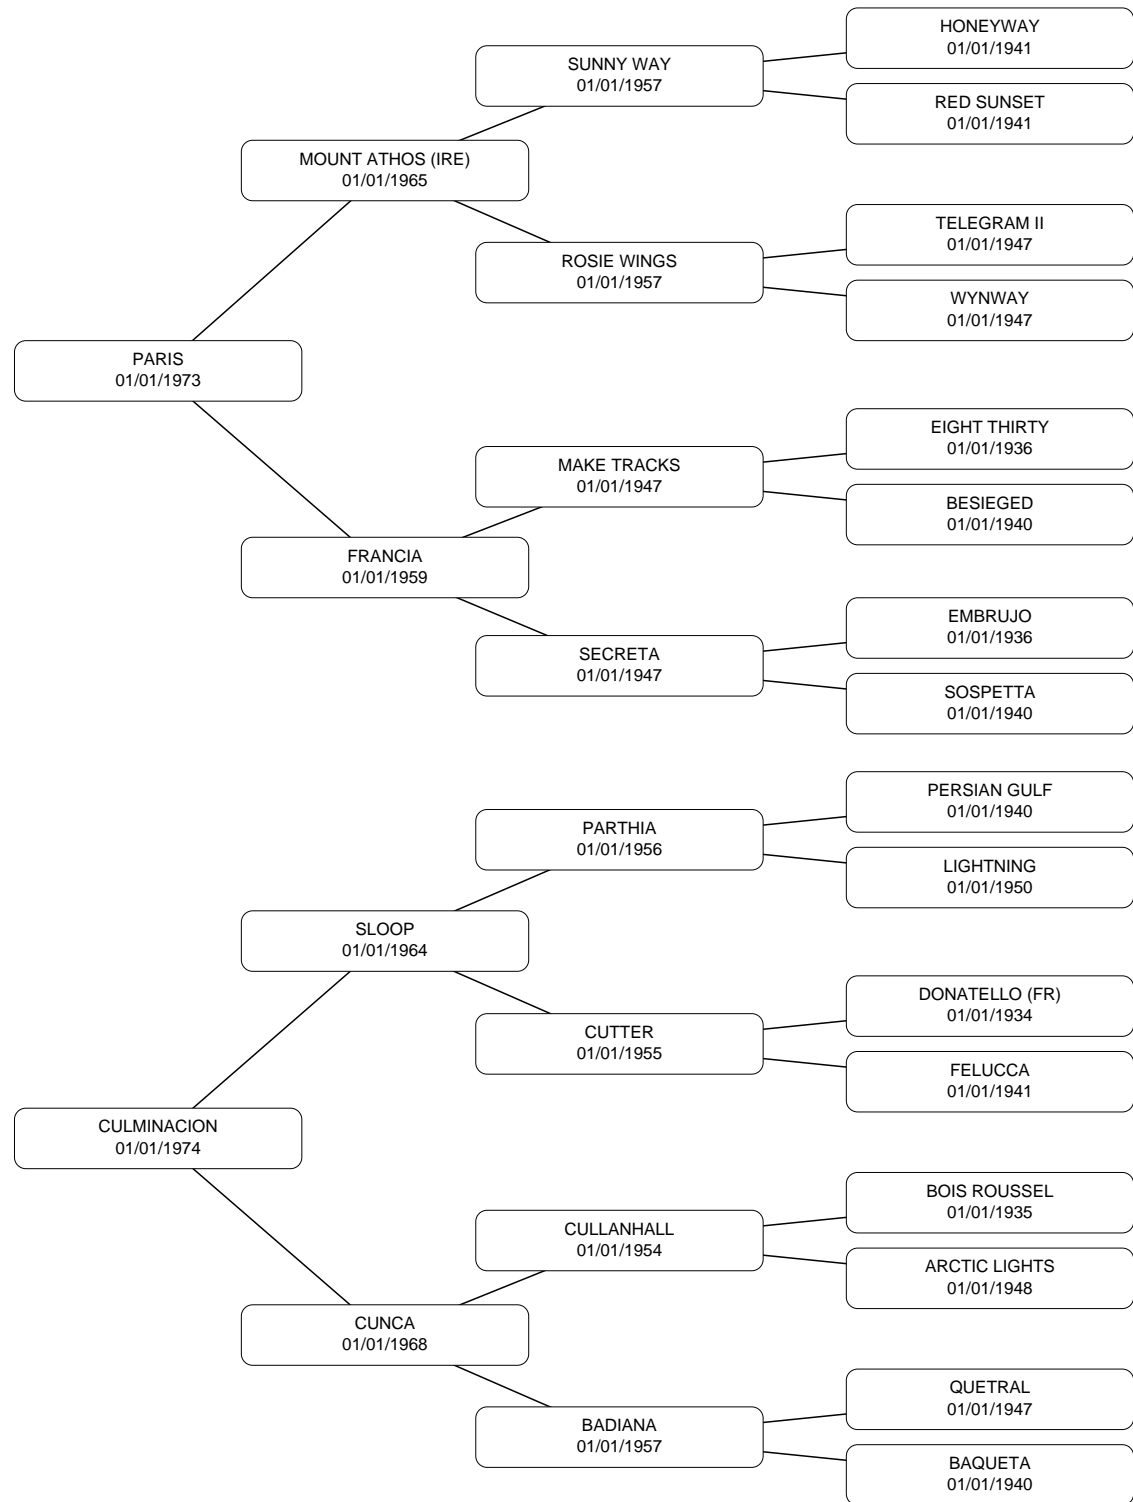 HONEYWAY
01/01/1941
SUNNY WAY
01/01/1957
RED SUNSET
01/01/1941
MOUNT ATHOS (IRE)
01/01/1965
TELEGRAM II
01/01/1947
ROSIE WINGS
01/01/1957
WYNWAY
01/01/1947
PARIS
01/01/1973
EIGHT THIRTY
01/01/1936
MAKE TRACKS
01/01/1947
BESIEGED
01/01/1940
FRANCIA
01/01/1959
EMBRUJO
01/01/1936
SECRETA
01/01/1947
SOSPETTA
01/01/1940
PERSIAN GULF
01/01/1940
PARTHIA
01/01/1956
LIGHTNING
01/01/1950
SLOOP
01/01/1964
DONATELLO (FR)
01/01/1934
CUTTER
01/01/1955
FELUCCA
01/01/1941
CULMINACION
01/01/1974
BOIS ROUSSEL
01/01/1935
CULLANHALL
01/01/1954
ARCTIC LIGHTS
01/01/1948
CUNCA
01/01/1968
QUETRAL
01/01/1947
BADIANA
01/01/1957
BAQUETA
01/01/1940